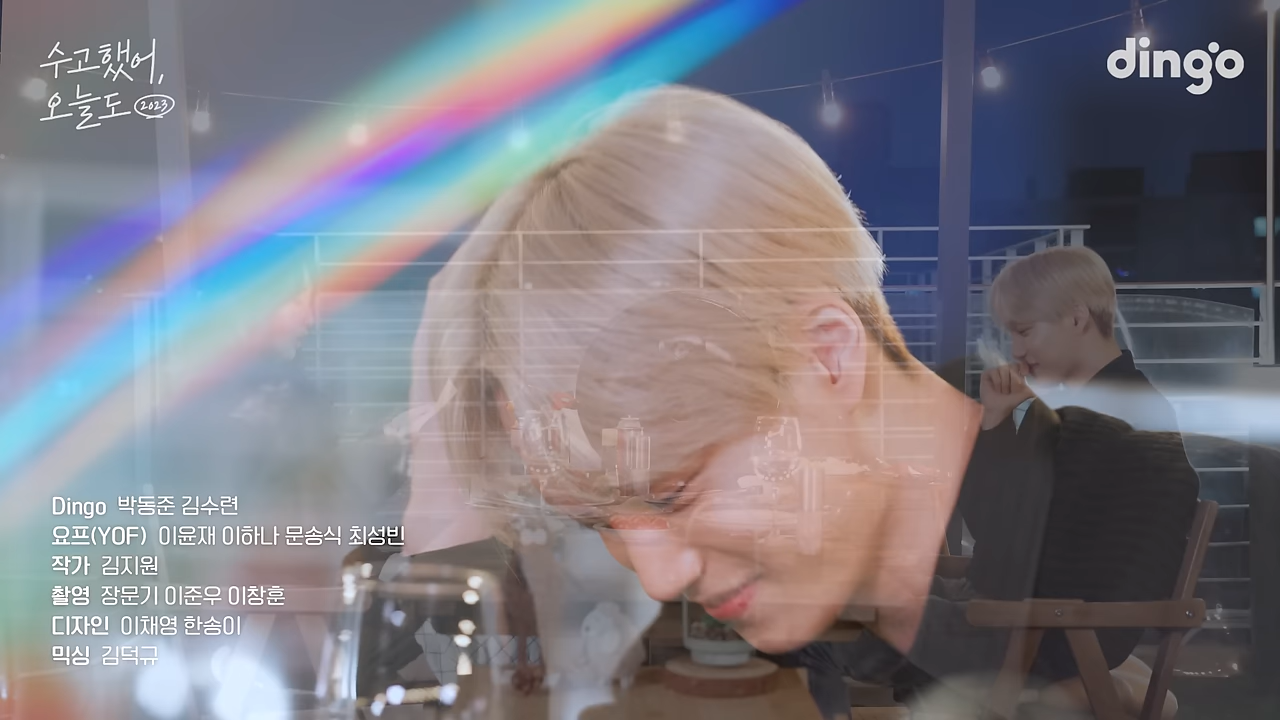 수고했어,
오늘도 2023
dingo
Dingo 박동준 김수련
요프(YOF) 이윤재 이하나 문송식 최성빈
작가 김지원
촬영 장문기 이준우 이창훈
디자인 이채영 한송이
믹싱 김덕규